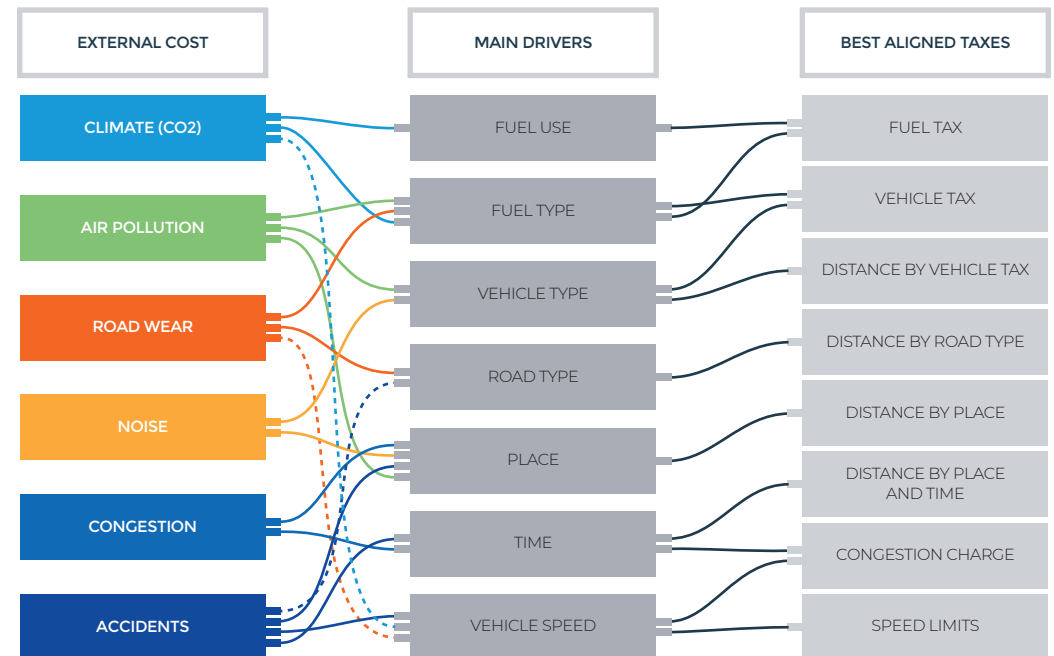 EXTERNAL COST
MAIN DRIVERS
BEST ALIGNED TAXES
CLIMATE (CO2)
AIR POLLUTION
ROAD WEAR
NOISE
CONGESTION
ACCIDENTS
FUEL USE
FUEL TYPE
VEHICLE TYPE
ROAD TYPE
PLACE
TIME
VEHICLE SPEED
FUEL TAX
VEHICLE TAX
DISTANCE BY VEHICLE TAX
DISTANCE BY ROAD TYPE
DISTANCE BY PLACE
DISTANCE BY PLACE
AND TIME
CONGESTION CHARGE
SPEED LIMITS